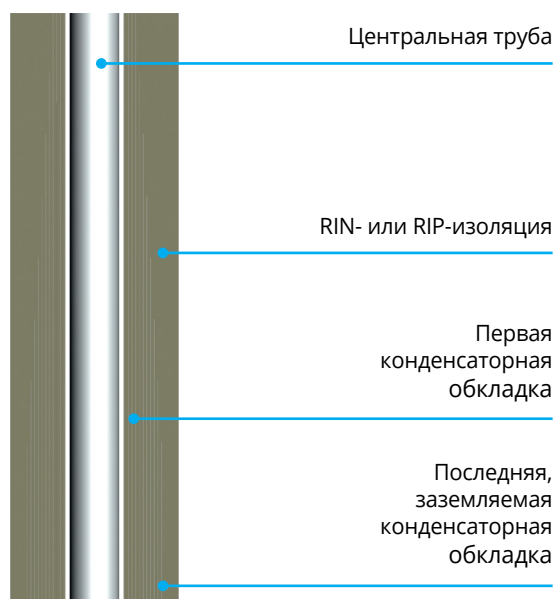 Центральная труба
RIN- или RIP-изоляция
Первая
конденсаторная
обкладка
Последняя,
заземляемая
конденсаторная
обкладка